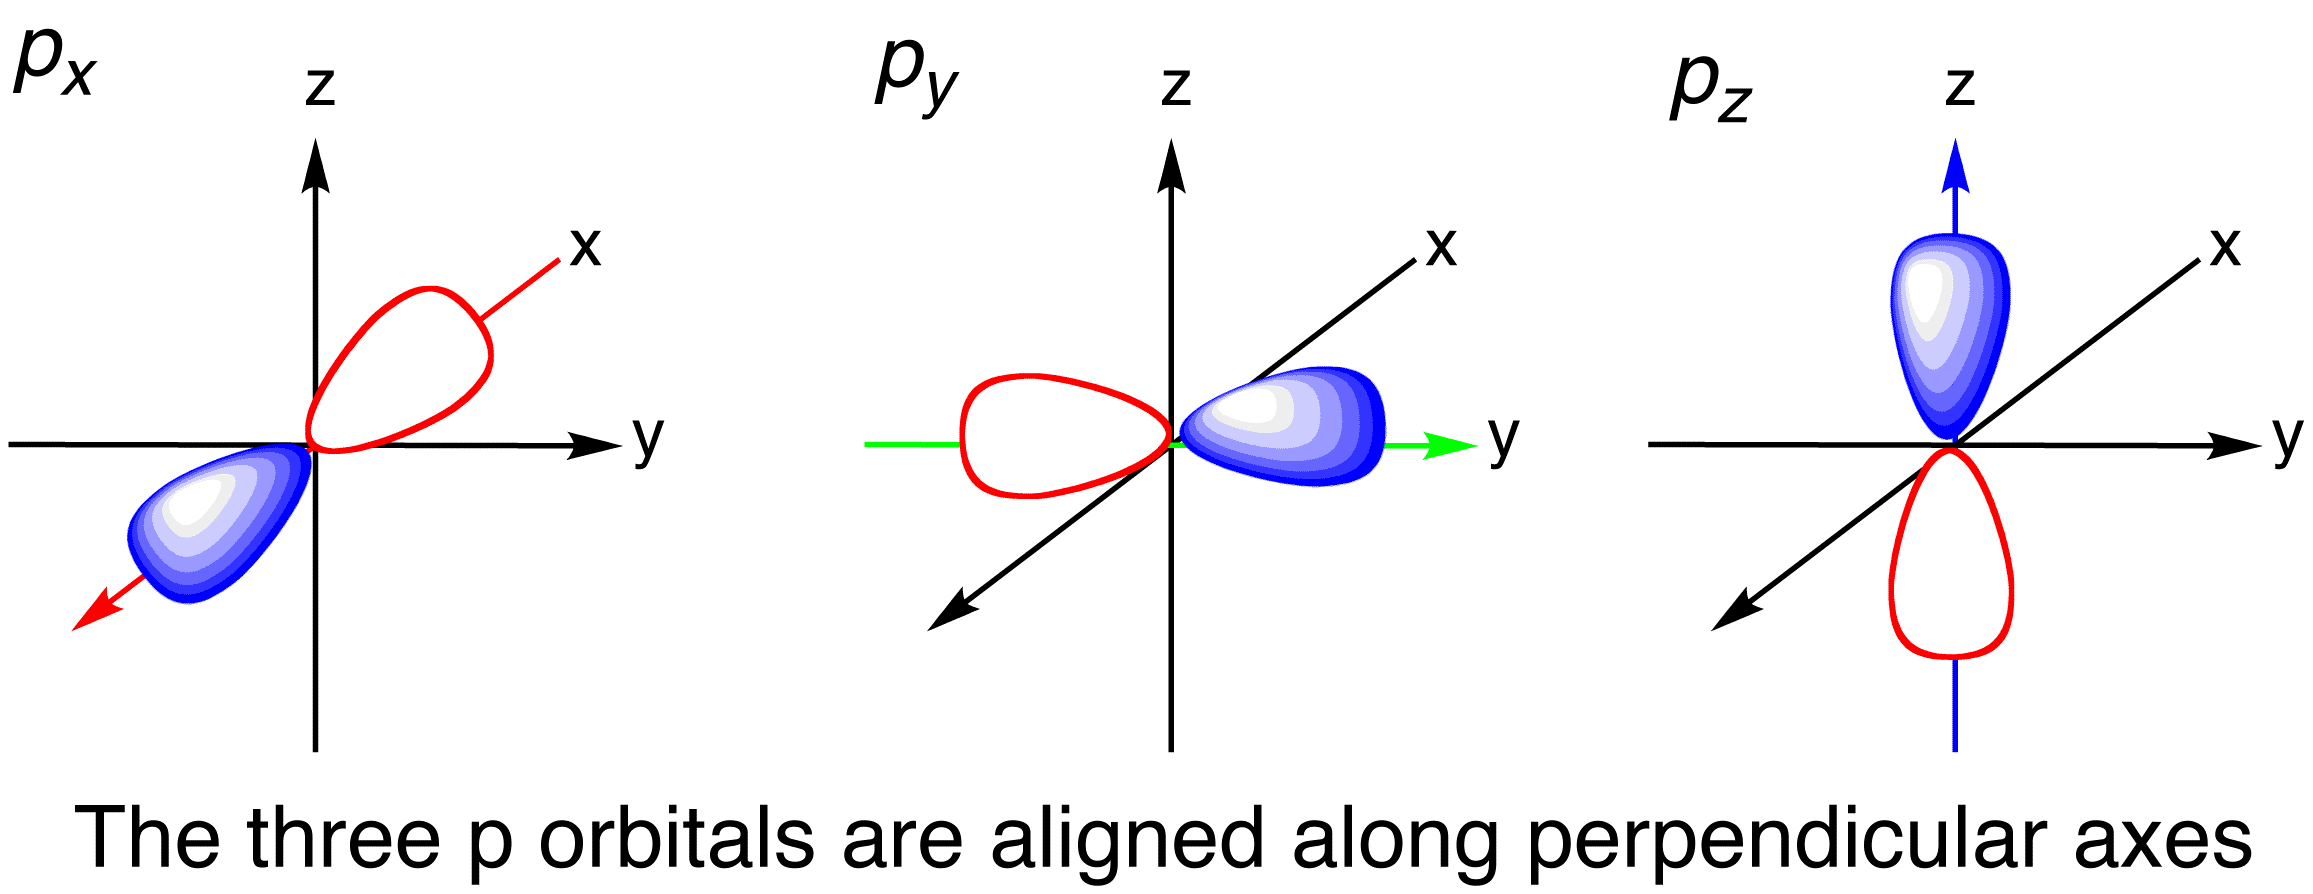 px
z
x
y
py
z
x
y
pz
z
x
y
The three p orbitals are aligned along perpendicular axes